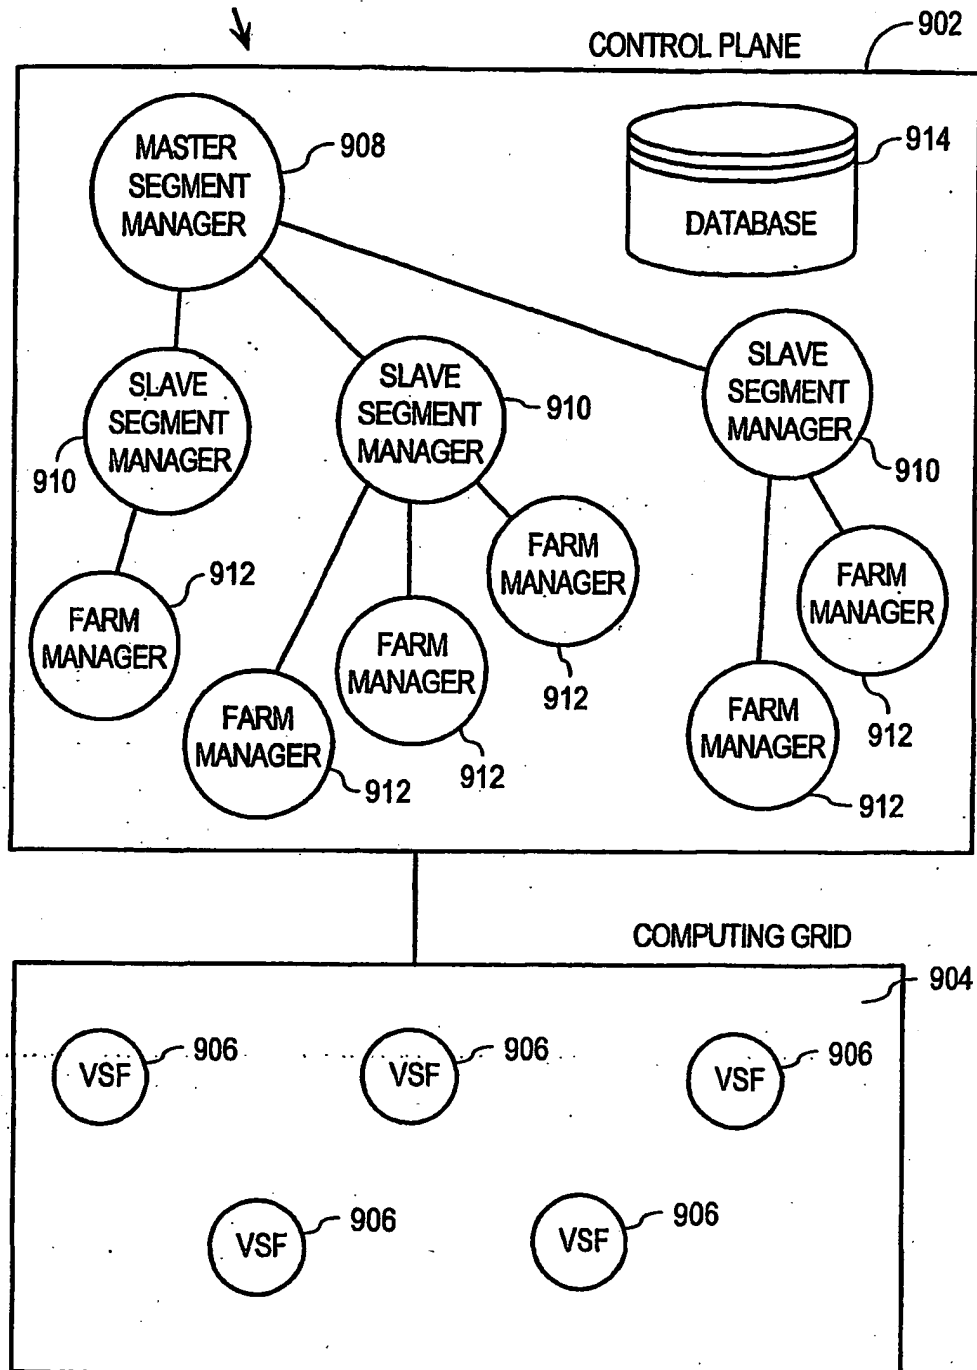 902
CONTROL PLANE
MASTER
SEGMENT
MANAGER
908
DATABASE
914
SLAVE
SEGMENT
MANAGER
910
SLAVE
SEGMENT
MANAGER
910
SLAVE
SEGMENT
MANAGER
910
FARM
MANAGER
912
FARM
MANAGER
912
FARM
MANAGER
912
FARM
MANAGER
912
FARM
MANAGER
912
FARM
MANAGER
912
COMPUTING GRID
904
VSF
906
VSF
906
VSF
906
VSF
906
VSF
906